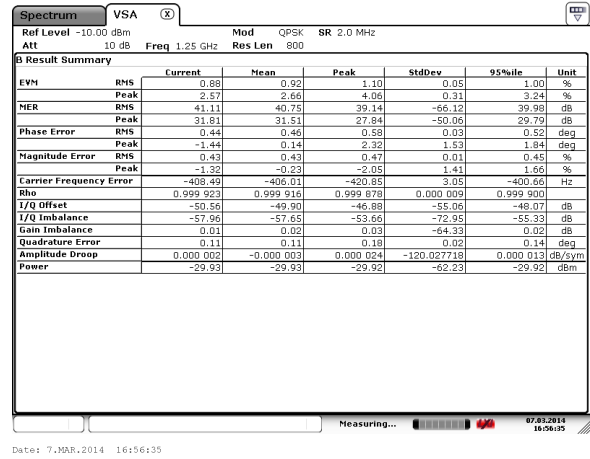 Spectrum VSA X
Ref Level -10.00 dBm Mod QPSK SR 2.0 MHz
Att 10 dB Freq 1.25 GHz Res Len 800
B Result Summary
Current Mean Peak StdDev 95%ile Unit
EVM RMS 0.88 0.92 1.10 0.05 1.00 %
Peak 2.57 2.66 4.06 0.31 3.24 %
MER RMS 41.11 40.75 39.14 -66.12 39.98 dB
Peak 31.81 31.51 27.84 -50.06 29.79 dB
Phase Error RMS 0.44 0.46 0.58 0.03 0.52 deg
Peak -1.44 0.14 2.32 1.53 1.84 deg
Magnitude Error RMS 0.43 0.43 0.47 0.01 0.45 %
Peak -1.32 -0.23 -2.05 1.41 1.66 %
Carrier Frequency Error -408.49 -406.01 -420.85 3.05 -400.66 Hz
Rho 0.999 923 0.999 916 0.999 878 0.000 009 0.999 900
I/Q Offset -50.56 -49.90 -46.88 -55.06 -48.07 dB
I/Q Imbalance -57.96 -57.65 -53.66 -72.95 -55.33 dB
Gain Imbalance 0.01 0.02 0.03 -64.33 0.02 dB
Quadrature Error 0.11 0.11 0.18 0.02 0.14 deg
Amplitude Droop 0.000 002 -0.000 003 0.000 024 -120.027718 0.000 013 dB/sym
Power -29.93 -29.93 -29.92 -62.23 -29.92 dBm
Measuring... 07.03.2014
16:56:35
Date: 7.MAR.2014 16:56:35